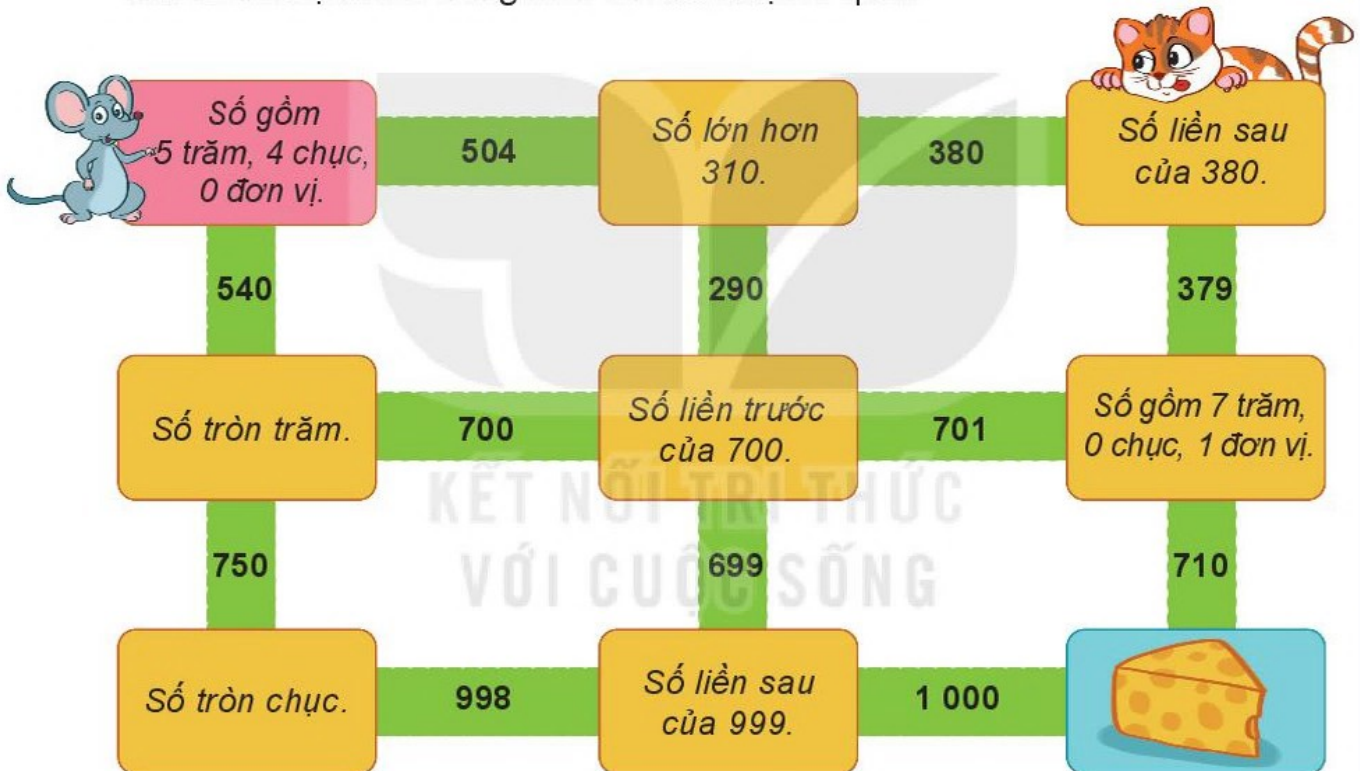 Số gồm
5 trăm, 4 chục,
0 đơn vị.
504
Số lớn hơn
310.
380
Số liền sau
của 380.
540
290
379
Số tròn trăm.
700
Số liền trước
của 700.
701
Số gồm 7 trăm,
0 chục, 1 đơn vị.
KẾT NỐI TRI THỨC
VỚI CUỘC SỐNG
750
699
710
Số tròn chục.
998
Số liền sau
của 999.
1 000